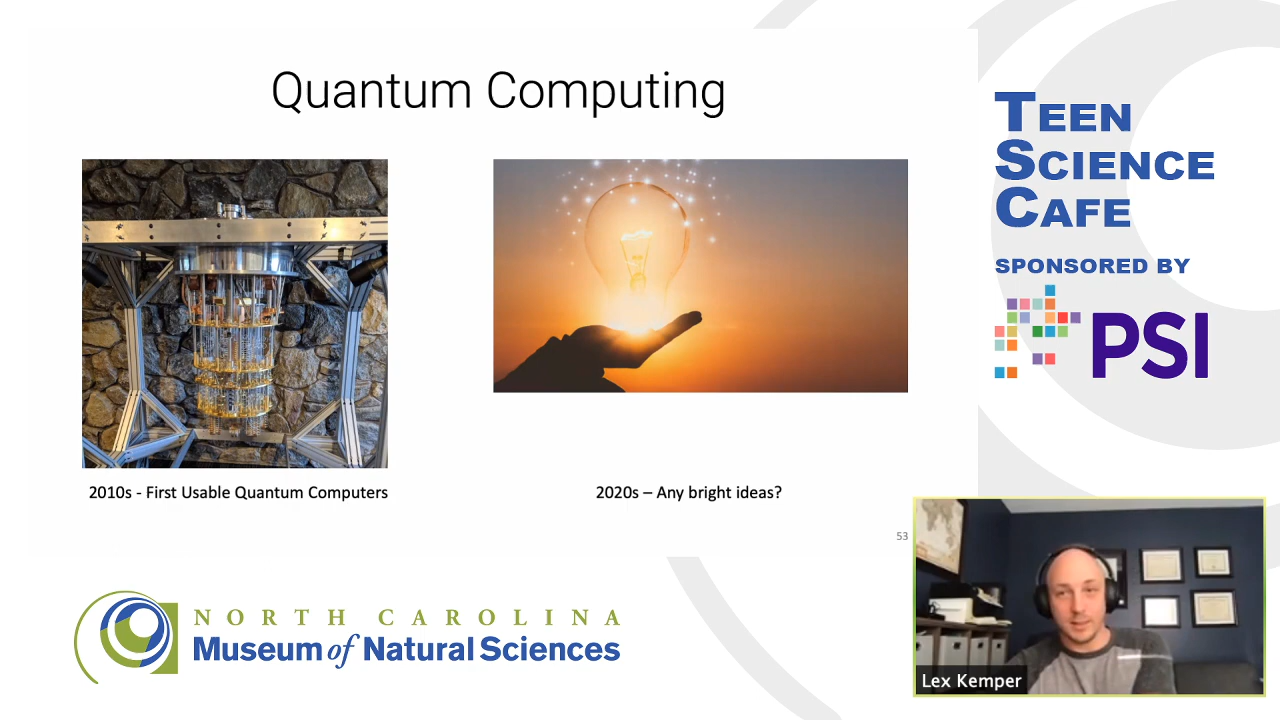 Quantum Computing
2010s - First Usable Quantum Computers
2020s – Any bright ideas?
53
TEEN
SCIENCE
CAFE
SPONSORED BY
PSI
NORTH CAROLINA
Museum of Natural Sciences
Lex Kemper